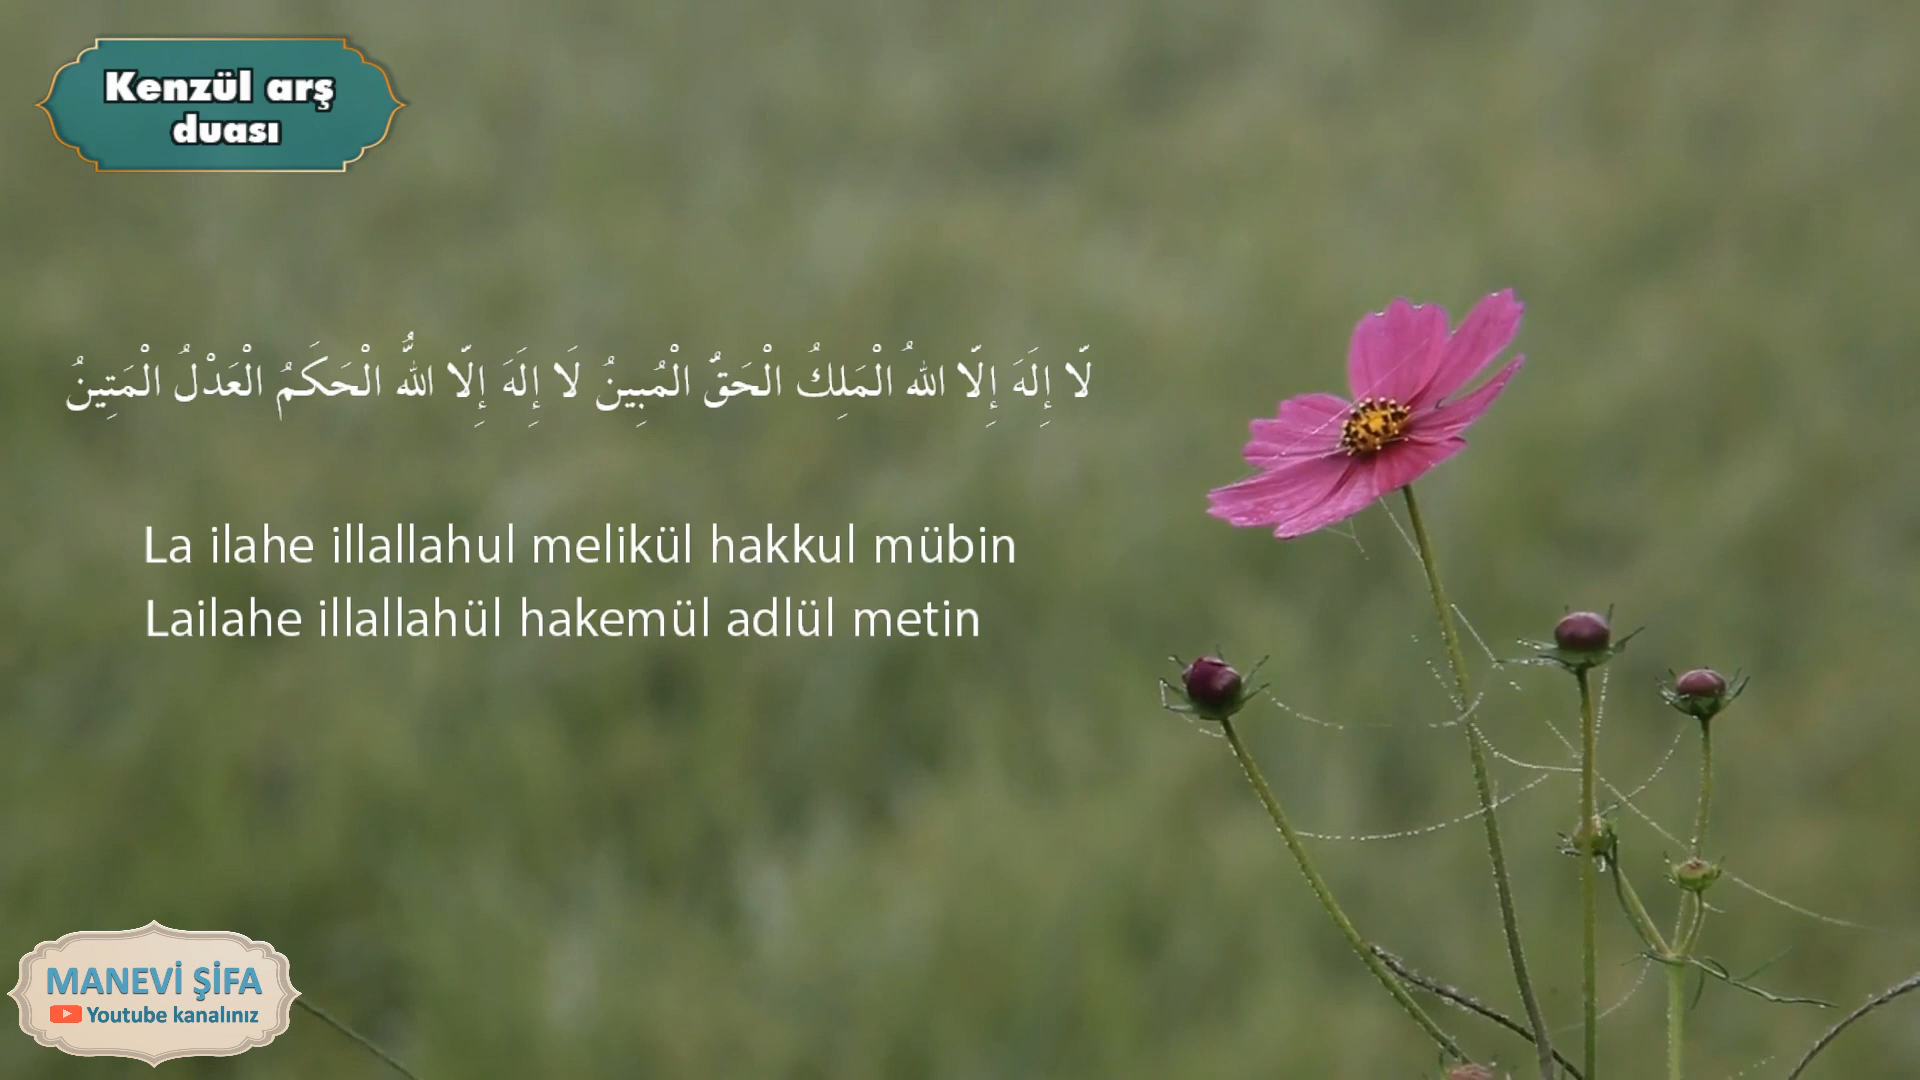 Kenzül arş
duası
لَّا إِلَهَ إِلَّا اللهُ الْمَلِكُ الْحَقُّ الْمُبِينُ لَا إِلَهَ إِلَّا اللهُّ الْحَكَمُ الْعَدْلُ الْمَتِينُ
La ilahe illallahul melikül hakkul mübin
Lailahe illallahül hakemül adlül metin
MANEVİ ŞİFA
Youtube kanalınız